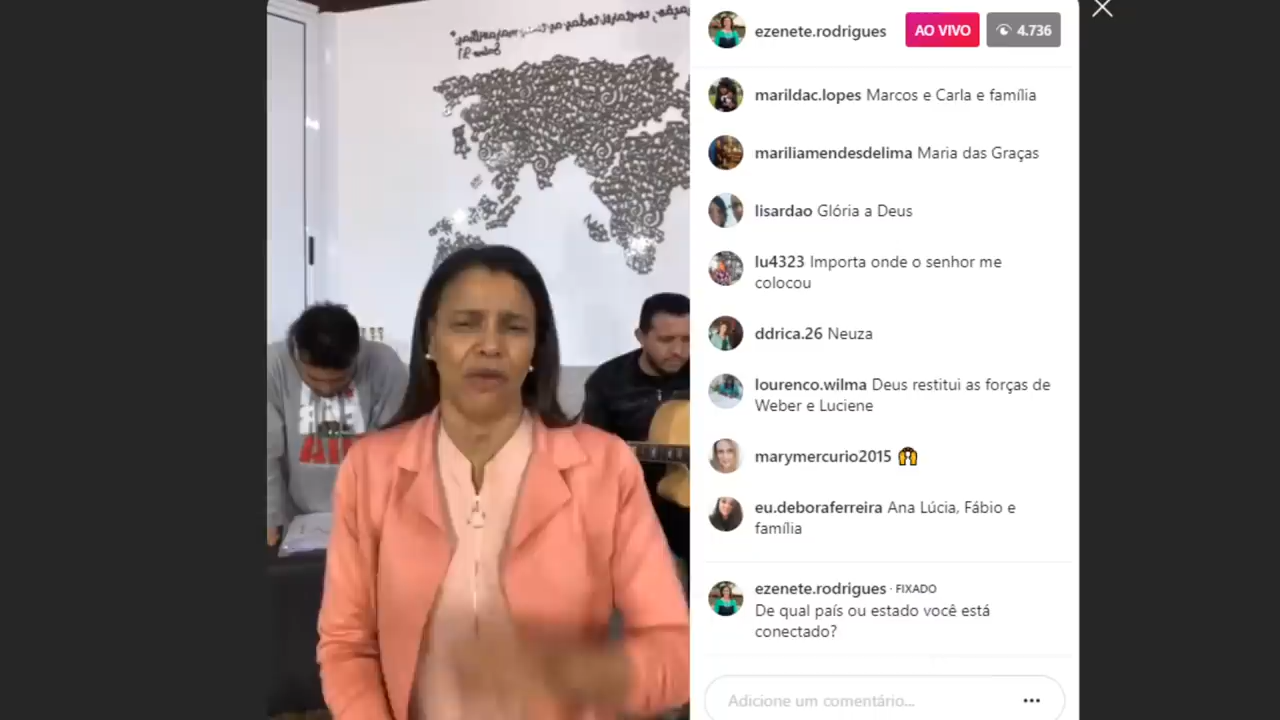 ezenete.rodrigues AO VIVO 4.736
marildac.lopes Marcos e Carla e família
mariliamendesdelima Maria das Graças
lisardao Glória a Deus
lu4323 Importa onde o senhor me
colocou
ddrica.26 Neuza
lourenco.wilma Deus restitui as forças de
Weber e Luciene
marymercurio2015 🙌
eu.deboraferreira Ana Lúcia, Fábio e
família
ezenete.rodrigues · FIXADO
De qual país ou estado você está
conectado?
Adicione um comentário...